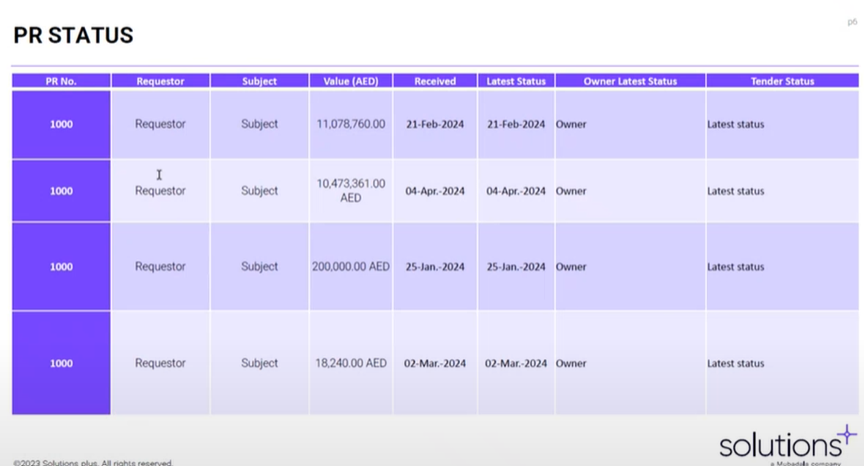 p6
PR STATUS
PR No. Requestor Subject Value (AED) Received Latest Status Owner Latest Status Tender Status
1000 Requestor Subject 11,078,760.00 21-Feb-2024 21-Feb-2024 Owner Latest status
1000 Requestor Subject 10,473,361.00 AED 04-Apr.-2024 04-Apr.-2024 Owner Latest status
1000 Requestor Subject 200,000.00 AED 25-Jan.-2024 25-Jan.-2024 Owner Latest status
1000 Requestor Subject 18,240.00 AED 02-Mar.-2024 02-Mar.-2024 Owner Latest status
solutions+
a Mubadala company
©2023 Solutions plus. All rights reserved.